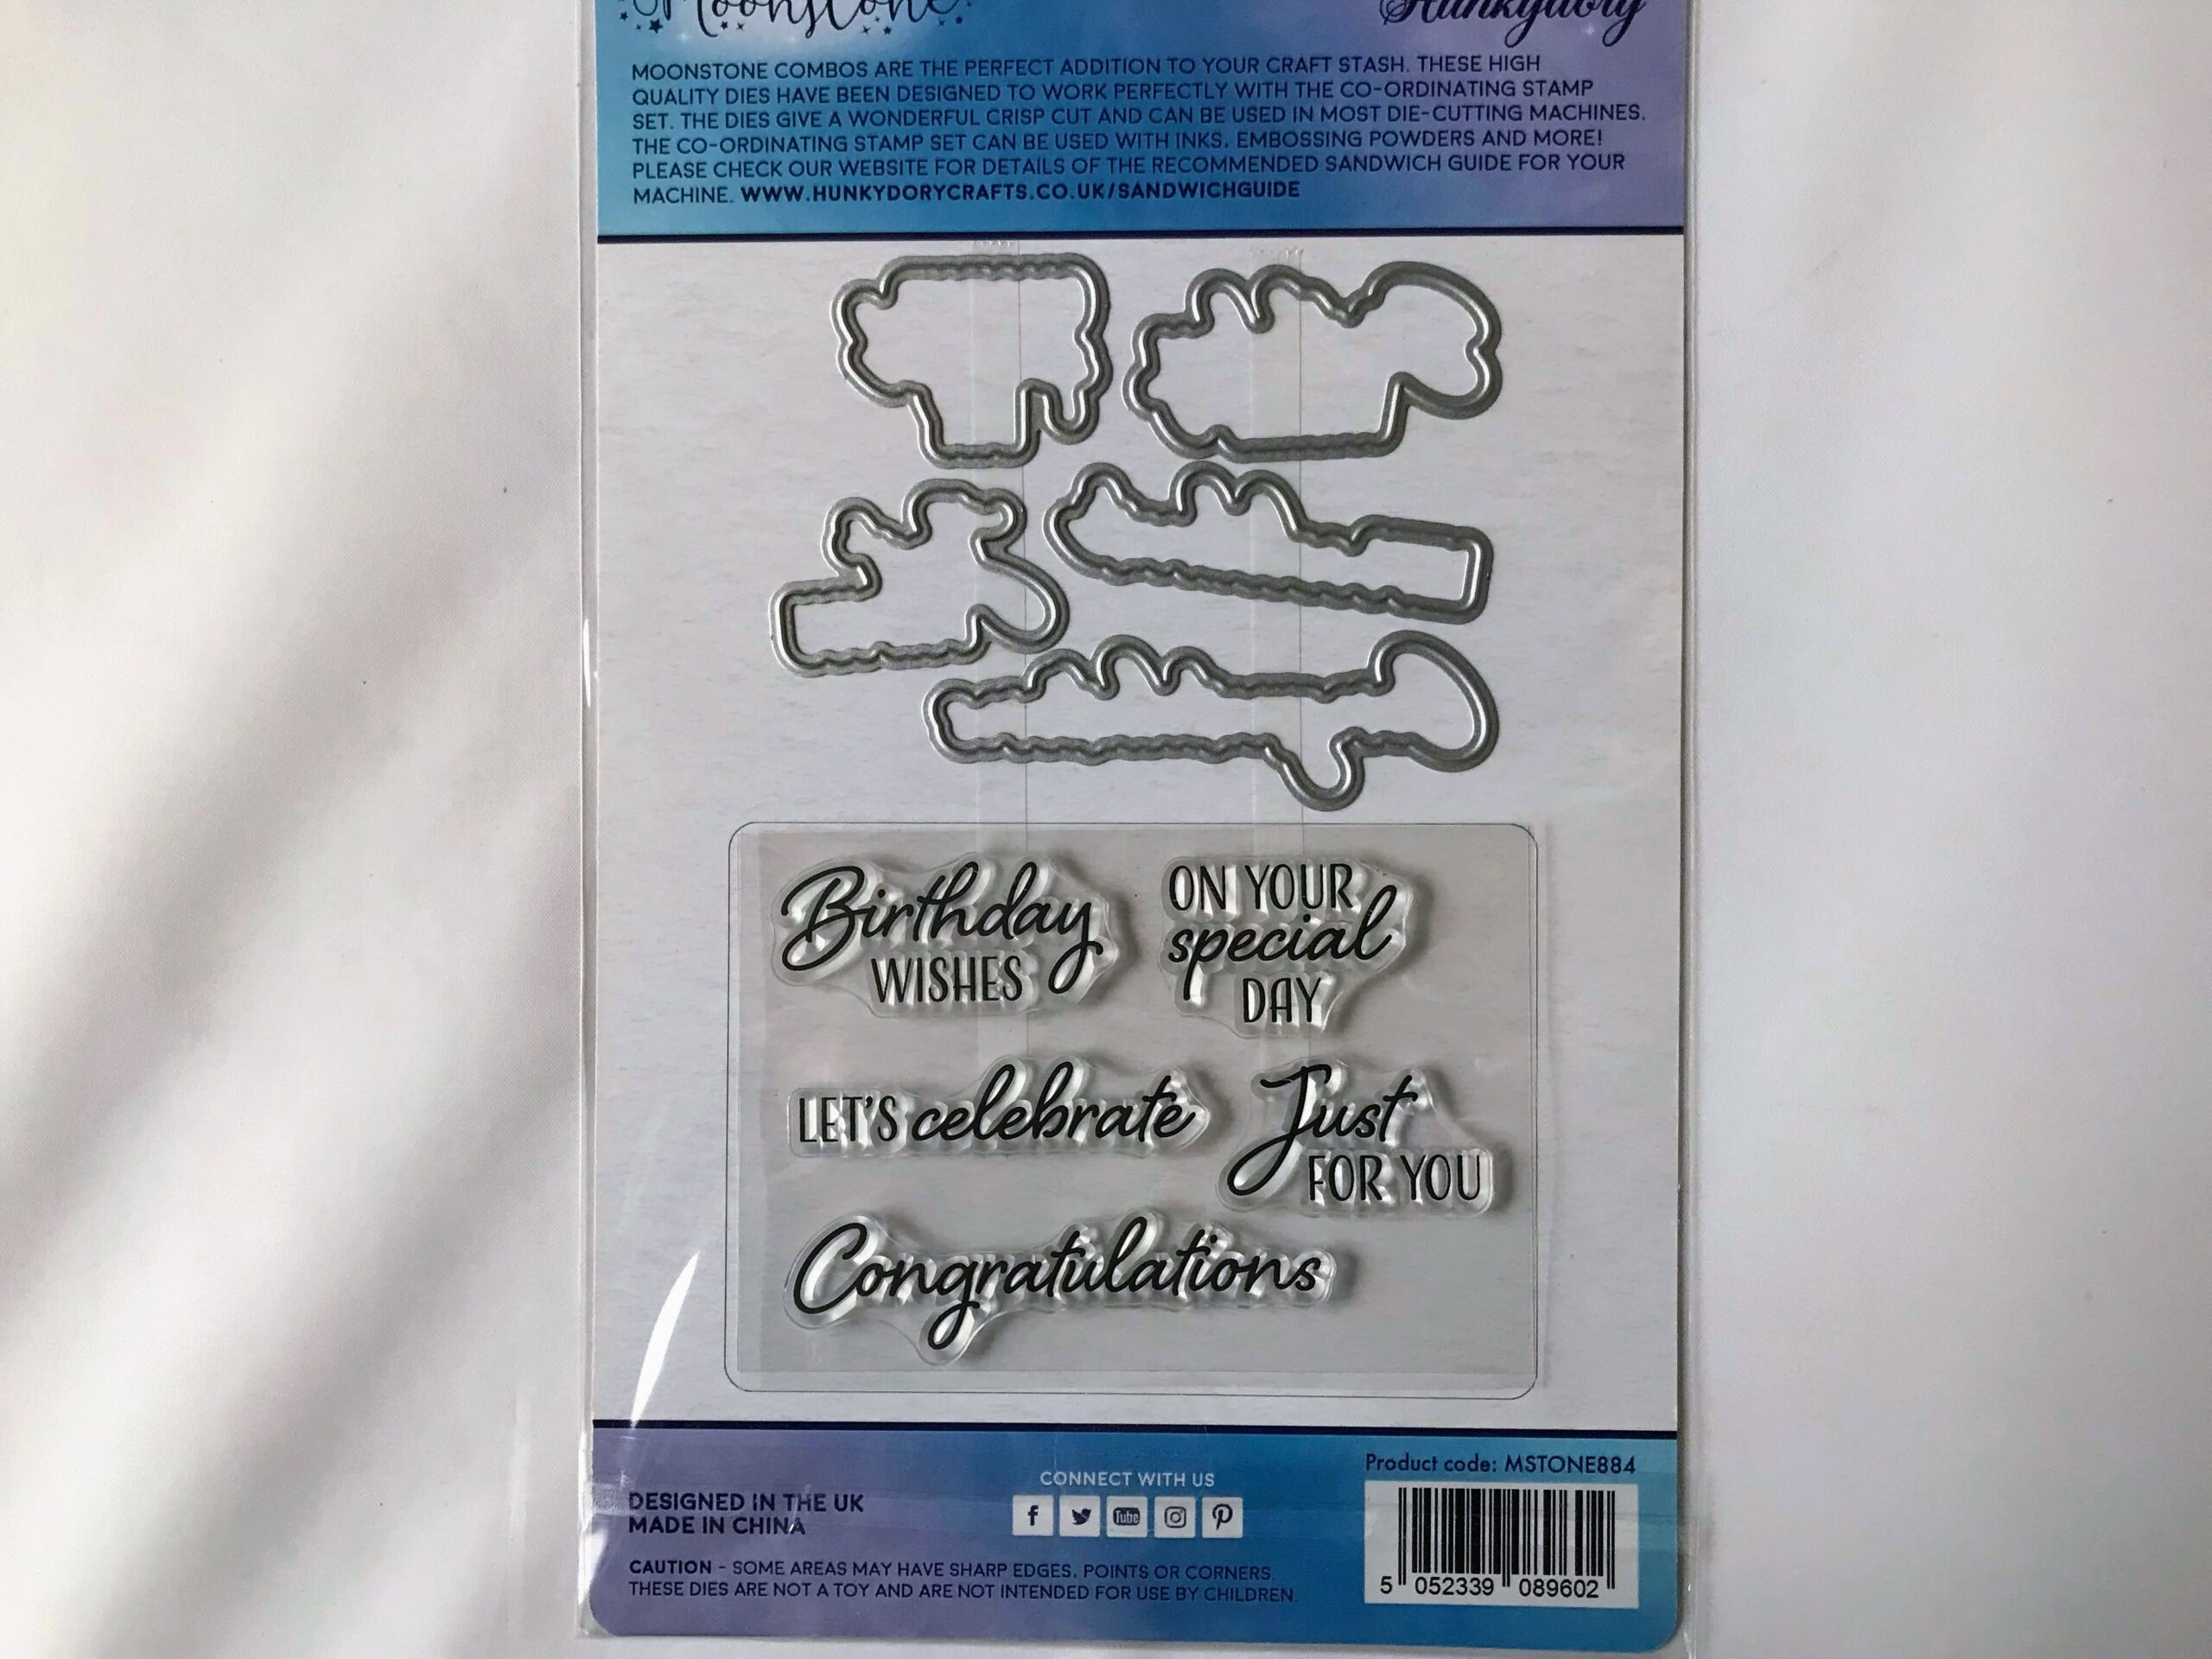 Moonstone
Hunkydory
MOONSTONE COMBOS ARE THE PERFECT ADDITION TO YOUR CRAFT STASH. THESE HIGH
QUALITY DIES HAVE BEEN DESIGNED TO WORK PERFECTLY WITH THE CO-ORDINATING STAMP
SET. THE DIES GIVE A WONDERFUL CRISP CUT AND CAN BE USED IN MOST DIE-CUTTING MACHINES.
THE CO-ORDINATING STAMP SET CAN BE USED WITH INKS, EMBOSSING POWDERS AND MORE!
PLEASE CHECK OUR WEBSITE FOR DETAILS OF THE RECOMMENDED SANDWICH GUIDE FOR YOUR
MACHINE. WWW.HUNKYDORYCRAFTS.CO.UK/SANDWICHGUIDE
Birthday
WISHES
ON YOUR
special
DAY
LET'S celebrate
Just
FOR YOU
Congratulations
DESIGNED IN THE UK
MADE IN CHINA
CONNECT WITH US
f
Tube
Product code: MSTONE884
5 052339 089602
CAUTION - SOME AREAS MAY HAVE SHARP EDGES, POINTS OR CORNERS.
THESE DIES ARE NOT A TOY AND ARE NOT INTENDED FOR USE BY CHILDREN.